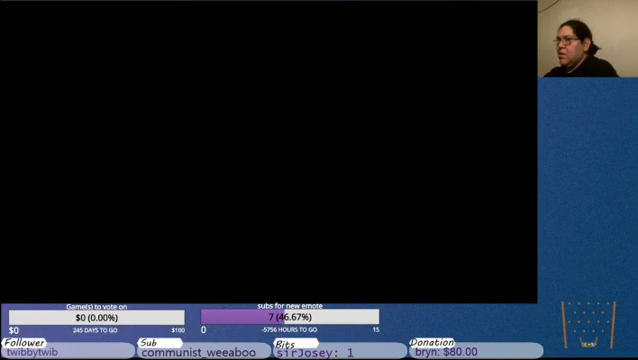 Game(s) to vote on
$0 (0.00%)
$0
245 DAYS TO GO
$100
subs for new emote
7 (46.67%)
0
-5756 HOURS TO GO
15
Follower
twibbytwib
Sub
communist_weeaboo
Bits
sirJosey: 1
Donation
bryn: $80.00